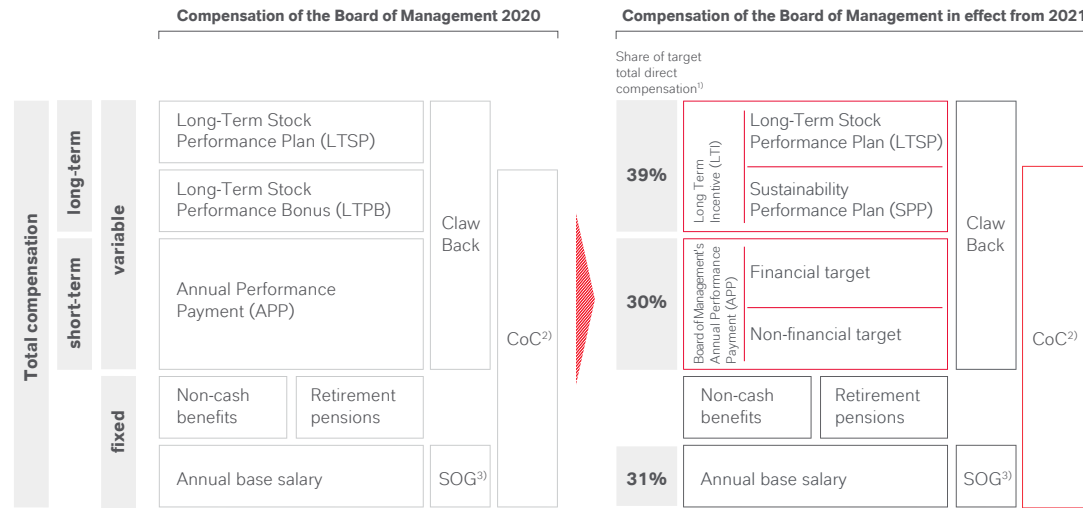 Compensation of the Board of Management 2020
Compensation of the Board of Management in effect from 2021
Share of target
total direct
compensation1)
Total compensation
long-term
short-term
variable
fixed
Long-Term Stock
Performance Plan (LTSP)
Long-Term Stock
Performance Bonus (LTPB)
Annual Performance
Payment (APP)
Non-cash
benefits
Retirement
pensions
Annual base salary
Claw
Back
SOG3)
CoC2)
39%
Long Term
Incentive (LTI)
Long-Term Stock
Performance Plan (LTSP)
Sustainability
Performance Plan (SPP)
30%
Board of Management's
Annual Performance
Payment (APP)
Financial target
Non-financial target
Non-cash
benefits
Retirement
pensions
31%
Annual base salary
Claw
Back
SOG3)
CoC2)